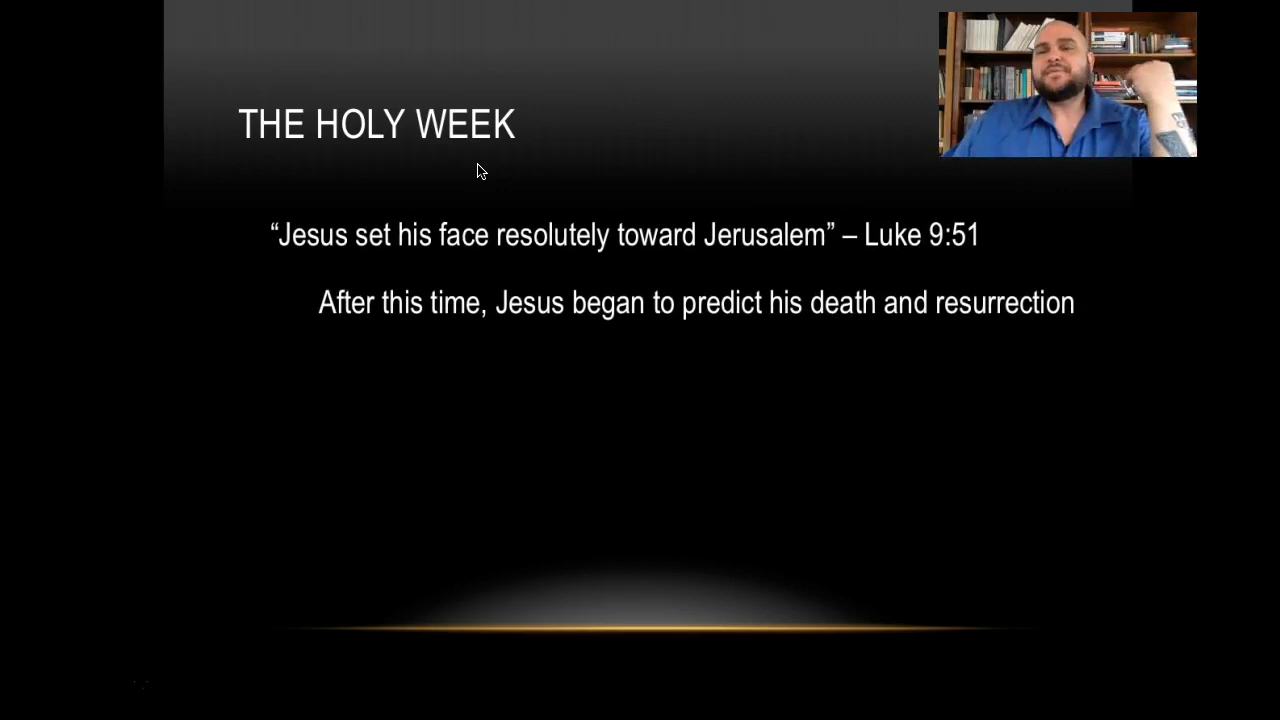 THE HOLY WEEK
“Jesus set his face resolutely toward Jerusalem” – Luke 9:51
After this time, Jesus began to predict his death and resurrection